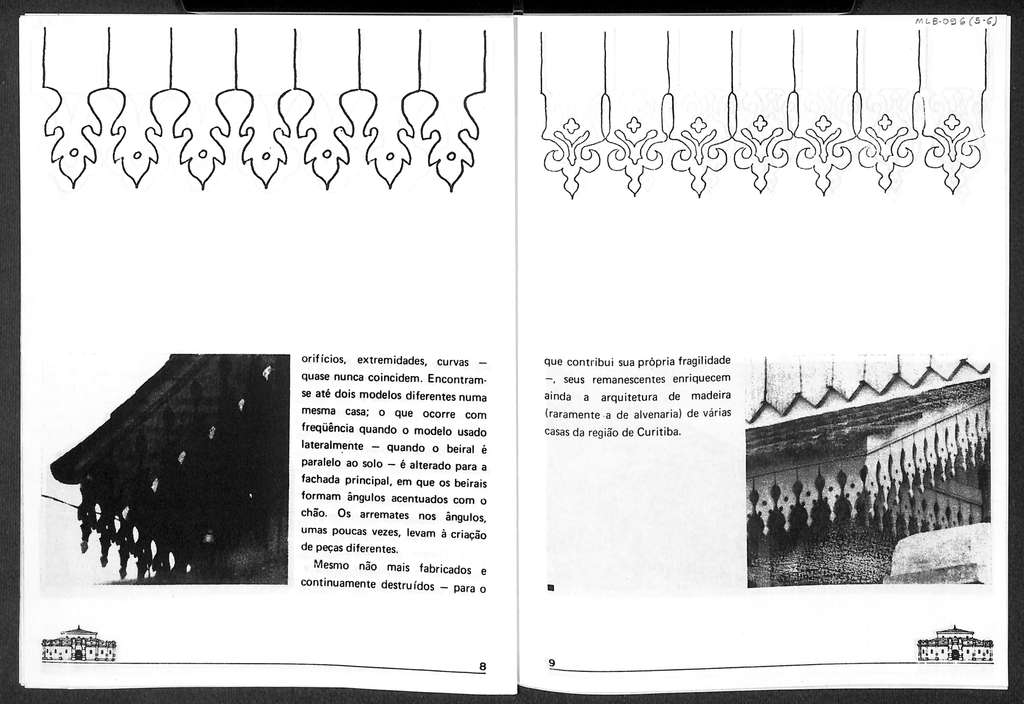 MLB-096 (5-6)
orifícios, extremidades, curvas —
quase nunca coincidem. Encontram-
se até dois modelos diferentes numa
mesma casa; o que ocorre com
freqüência quando o modelo usado
lateralmente — quando o beiral é
paralelo ao solo — é alterado para a
fachada principal, em que os beirais
formam ângulos acentuados com o
chão. Os arremates nos ângulos,
umas poucas vezes, levam à criação
de peças diferentes.
Mesmo não mais fabricados e
continuamente destruídos — para o
8
que contribui sua própria fragilidade
—, seus remanescentes enriquecem
ainda a arquitetura de madeira
(raramente a de alvenaria) de várias
casas da região de Curitiba.
9